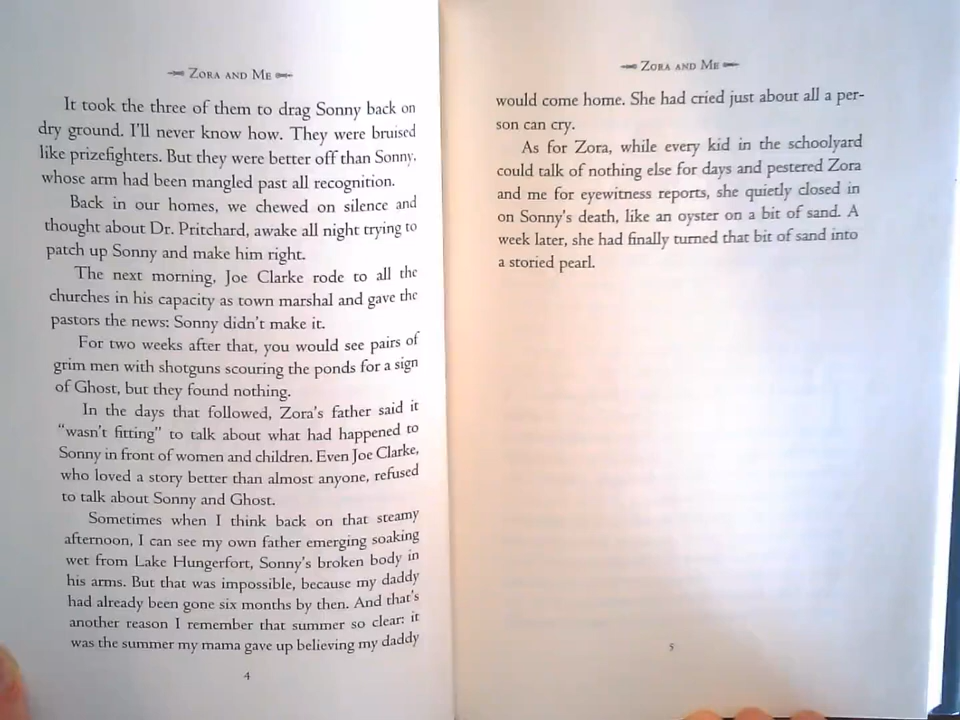 Zora and Me
It took the three of them to drag Sonny back on
dry ground. I'll never know how. They were bruised
like prizefighters. But they were better off than Sonny,
whose arm had been mangled past all recognition.
Back in our homes, we chewed on silence and
thought about Dr. Pritchard, awake all night trying to
patch up Sonny and make him right.
The next morning, Joe Clarke rode to all the
churches in his capacity as town marshal and gave the
pastors the news: Sonny didn't make it.
For two weeks after that, you would see pairs of
grim men with shotguns scouring the ponds for a sign
of Ghost, but they found nothing.
In the days that followed, Zora's father said it
“wasn't fitting” to talk about what had happened to
Sonny in front of women and children. Even Joe Clarke,
who loved a story better than almost anyone, refused
to talk about Sonny and Ghost.
Sometimes when I think back on that steamy
afternoon, I can see my own father emerging soaking
wet from Lake Hungerfort, Sonny's broken body in
his arms. But that was impossible, because my daddy
had already been gone six months by then. And that's
another reason I remember that summer so clear: it
was the summer my mama gave up believing my daddy
4
Zora and Me
would come home. She had cried just about all a per-
son can cry.
As for Zora, while every kid in the schoolyard
could talk of nothing else for days and pestered Zora
and me for eyewitness reports, she quietly closed in
on Sonny's death, like an oyster on a bit of sand. A
week later, she had finally turned that bit of sand into
a storied pearl.
5